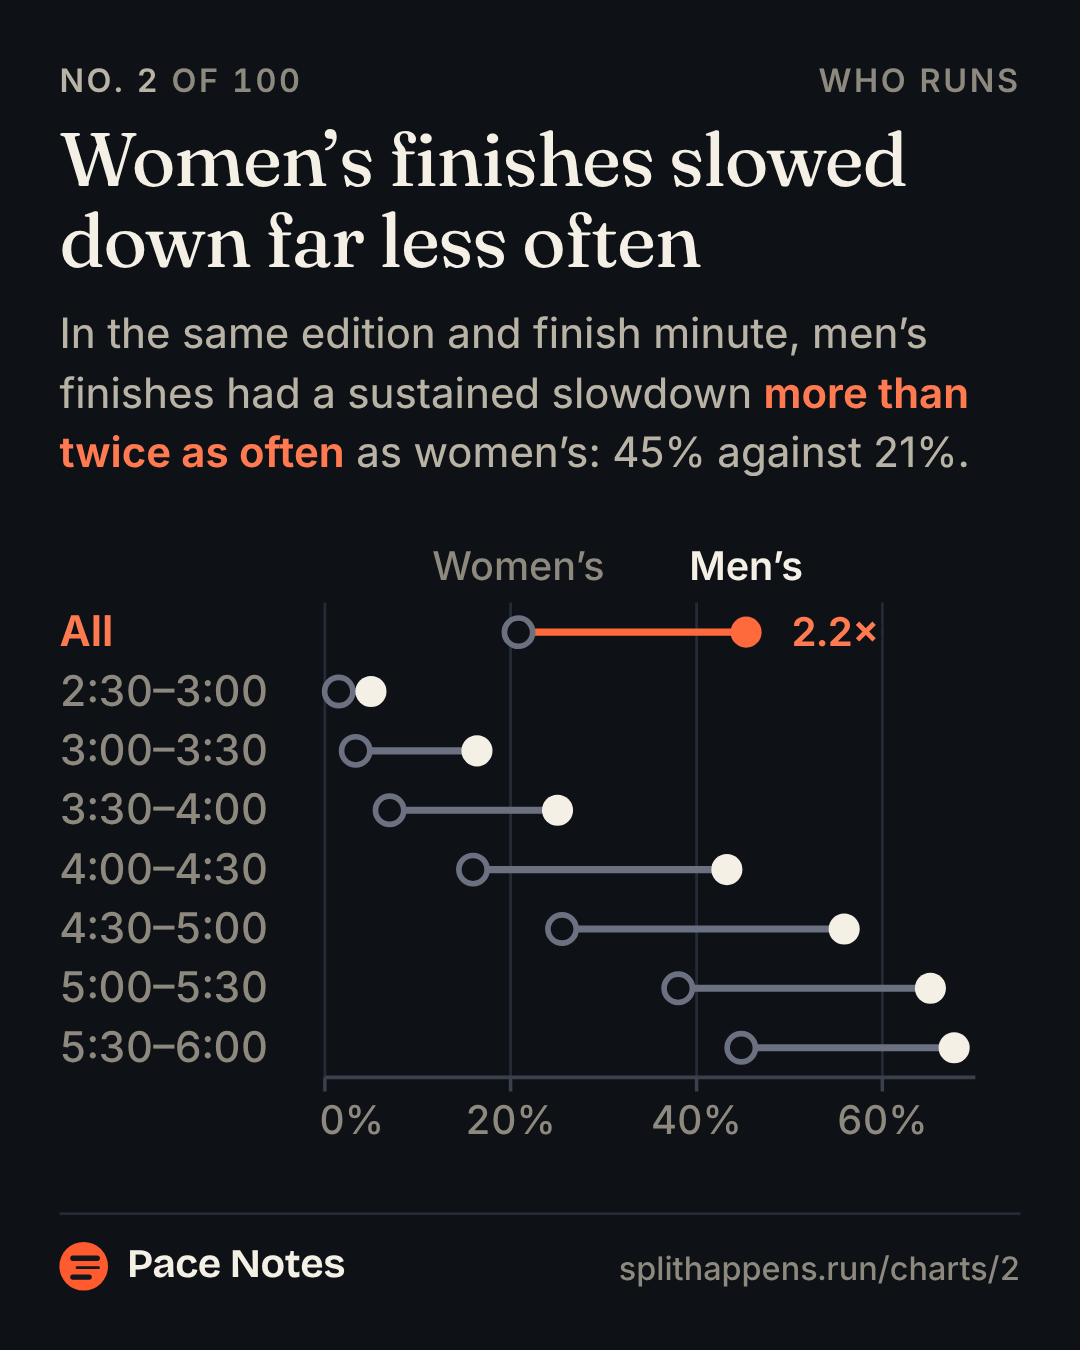 NO. 2 OF 100
WHO RUNS
Women’s finishes slowed
down far less often
In the same edition and finish minute, men’s
finishes had a sustained slowdown more than
twice as often as women’s: 45% against 21%.
Women’s Men’s
All 2.2×
2:30–3:00
3:00–3:30
3:30–4:00
4:00–4:30
4:30–5:00
5:00–5:30
5:30–6:00
0% 20% 40% 60%
Pace Notes
splithappens.run/charts/2